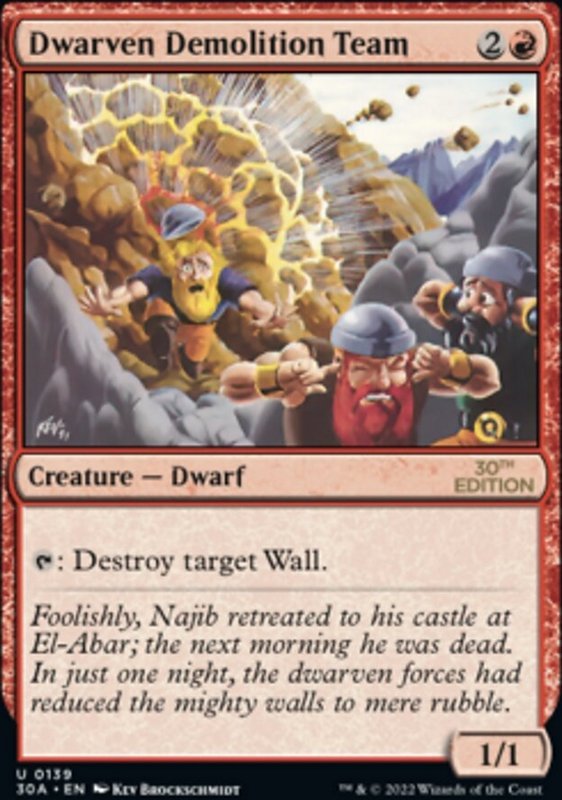 Dwarven Demolition Team 2
Creature — Dwarf
30TH
EDITION
: Destroy target Wall.
Foolishly, Najib retreated to his castle at
El-Abar; the next morning he was dead.
In just one night, the dwarven forces had
reduced the mighty walls to mere rubble.
1/1
U 0139
30A • EN Kev Brockschmidt
™ & © 2022 Wizards of the Coast